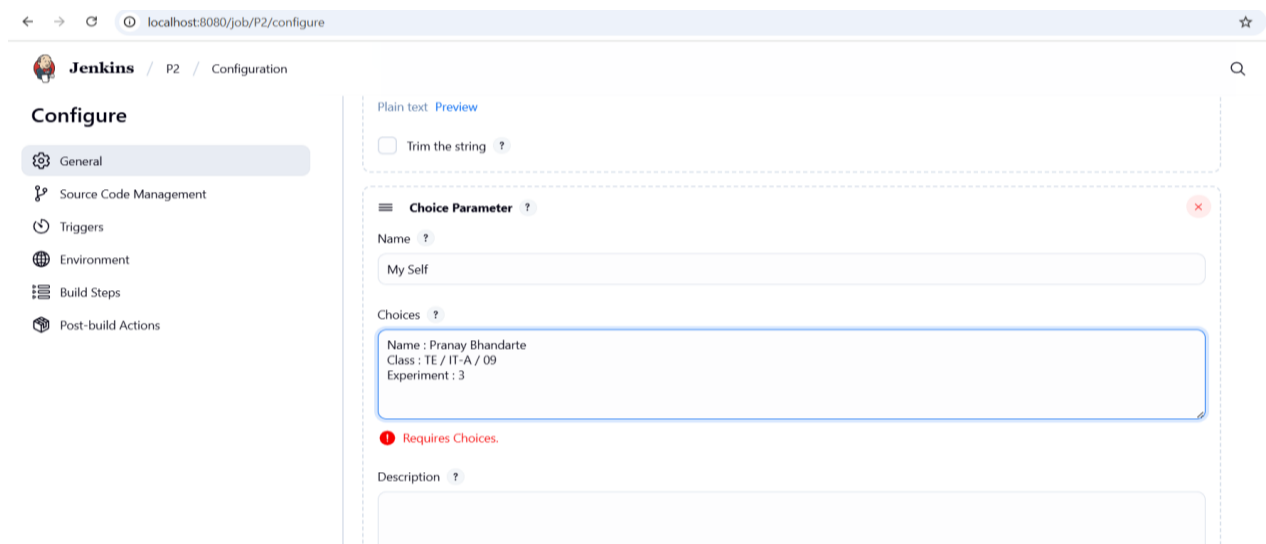 localhost:8080/job/P2/configure
Jenkins / P2 / Configuration
Configure
General
Source Code Management
Triggers
Environment
Build Steps
Post-build Actions
Plain text Preview
Trim the string ?
Choice Parameter ?
Name ?
My Self
Choices ?
Name : Pranay Bhandarte
Class : TE / IT-A / 09
Experiment : 3
Requires Choices.
Description ?